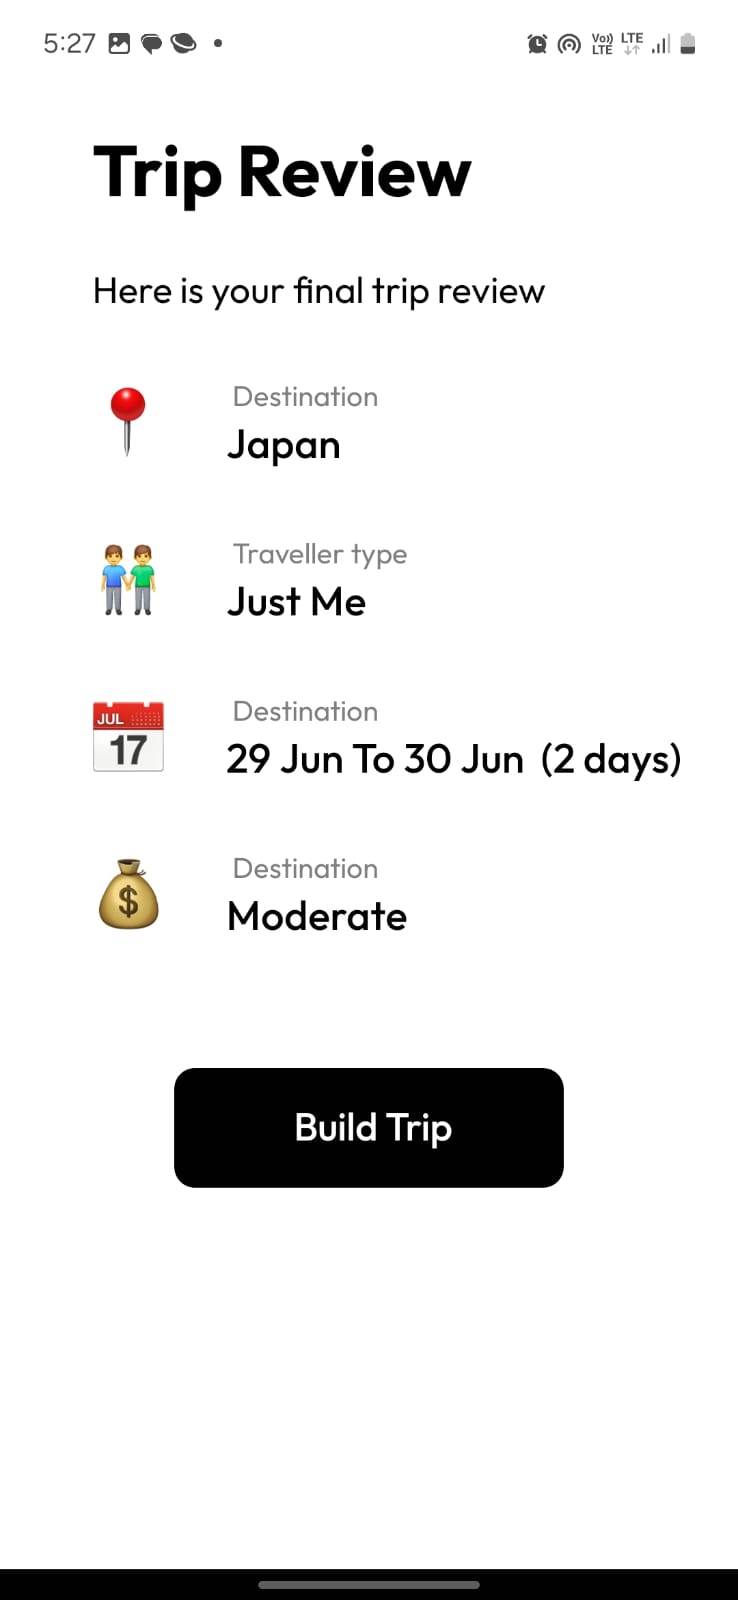 5:27 Vo)) LTE LTE
Trip Review
Here is your final trip review
Destination
Japan
Traveller type
Just Me
JUL
17
Destination
29 Jun To 30 Jun (2 days)
$
Destination
Moderate
Build Trip